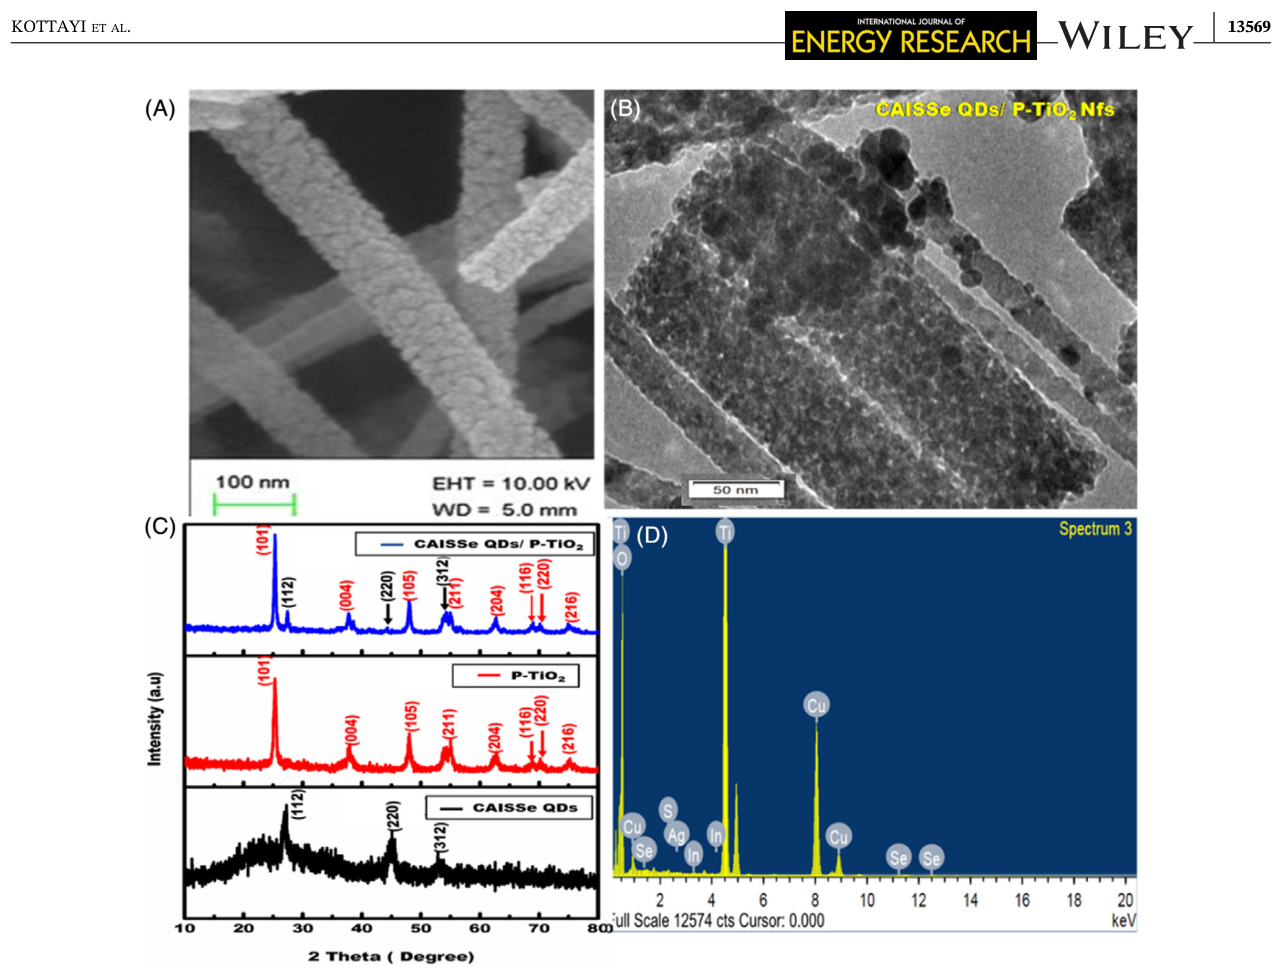 KOTTAYI ET AL.
INTERNATIONAL JOURNAL OF
ENERGY RESEARCH
WILEY
13569
(A)
100 nm
EHT = 10.00 kV
WD = 5.0 mm
(B)
CAISSe QDs/ P-TiO₂ Nfs
50 nm
(C)
CAISSe QDs/ P-TiO₂
(101)
(112)
(004)
(220)
(105)
(312)
(211)
(204)
(116)
(220)
(216)
P-TiO₂
(101)
(004)
(105)
(211)
(204)
(116)
(220)
(216)
CAISSe QDs
(112)
(220)
(312)
Intensity (a.u)
10 20 30 40 50 60 70 80
2 Theta ( Degree)
(D)
Spectrum 3
Ti
O
Ti
Cu
S
Ag
In
Cu
Se
In
Cu
Se
Se
2 4 6 8 10 12 14 16 18 20
Full Scale 12574 cts Cursor: 0.000
keV